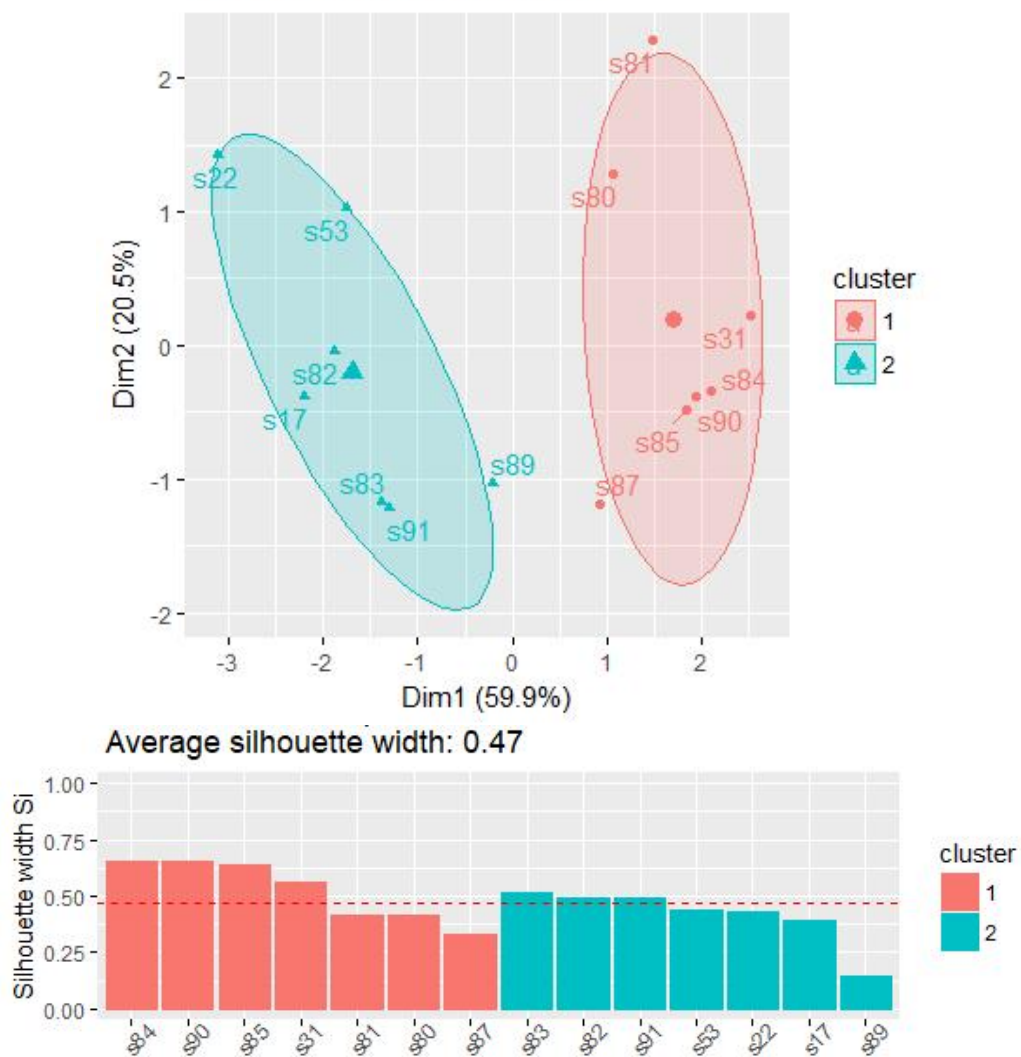 s81
2
s22
s80
s53
1
cluster
1
2
Dim2 (20.5%)
0
s31
s82
s84
s17
s90
s85
s89
-1
s83
s87
s91
-2
-3
-2
-1
0
1
2
Dim1 (59.9%)
Average silhouette width: 0.47
Silhouette width Si
1.00
0.75
0.50
0.25
0.00
cluster
1
2
s84
s90
s85
s31
s81
s80
s87
s83
s82
s91
s53
s22
s17
s89